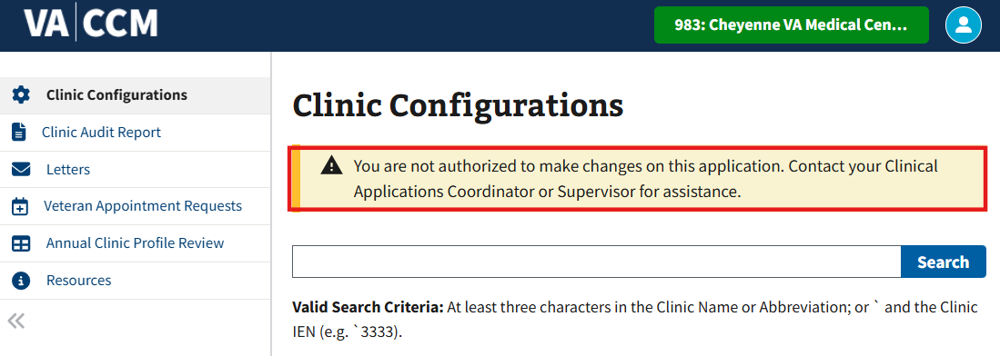 VA CCM
983: Cheyenne VA Medical Cen...
Clinic Configurations
Clinic Audit Report
Letters
Veteran Appointment Requests
Annual Clinic Profile Review
Resources
Clinic Configurations
You are not authorized to make changes on this application. Contact your Clinical
Applications Coordinator or Supervisor for assistance.
Search
Valid Search Criteria: At least three characters in the Clinic Name or Abbreviation; or ` and the Clinic
IEN (e.g. `3333).